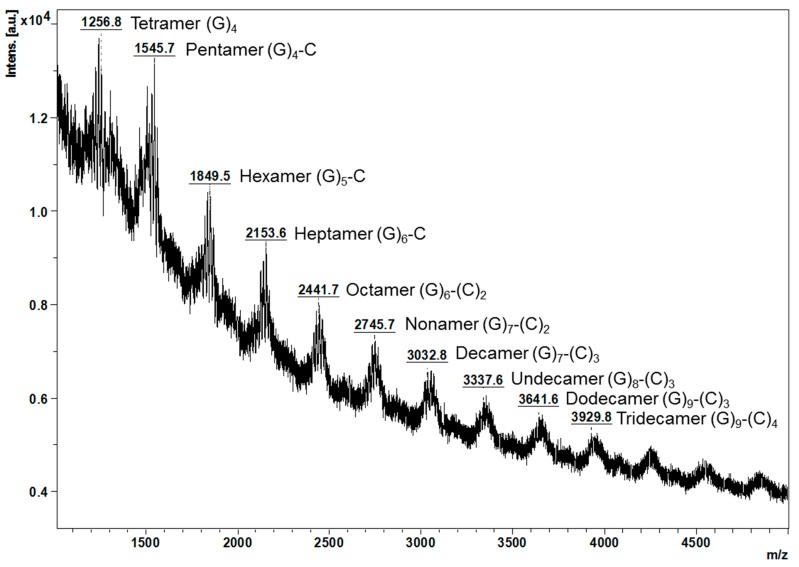 Intens. [a.u.]
x10⁴
1256.8 Tetramer (G)₄
1545.7 Pentamer (G)₄-C
1849.5 Hexamer (G)₅-C
2153.6 Heptamer (G)₆-C
2441.7 Octamer (G)₆-(C)₂
2745.7 Nonamer (G)₇-(C)₂
3032.8 Decamer (G)₇-(C)₃
3337.6 Undecamer (G)₈-(C)₃
3641.6 Dodecamer (G)₉-(C)₃
3929.8 Tridecamer (G)₉-(C)₄
1.2
1.0
0.8
0.6
0.4
1500 2000 2500 3000 3500 4000 4500
m/z